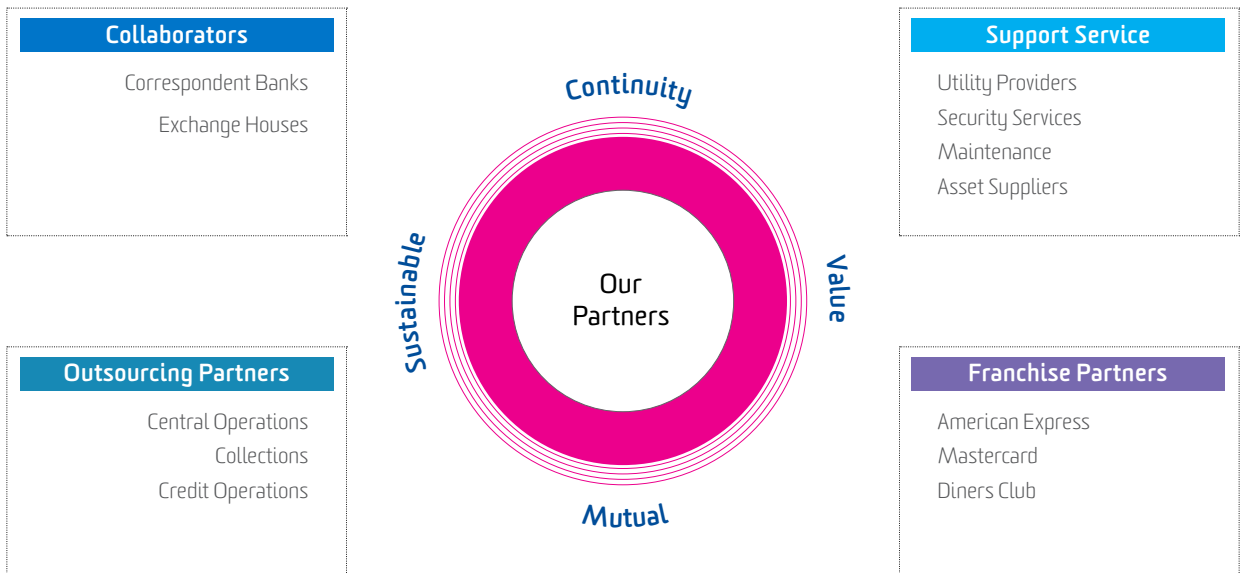 Collaborators
Correspondent Banks
Exchange Houses
Support Service
Utility Providers
Security Services
Maintenance
Asset Suppliers
Continuity
Sustainable
Our
Partners
Value
Mutual
Outsourcing Partners
Central Operations
Collections
Credit Operations
Franchise Partners
American Express
Mastercard
Diners Club